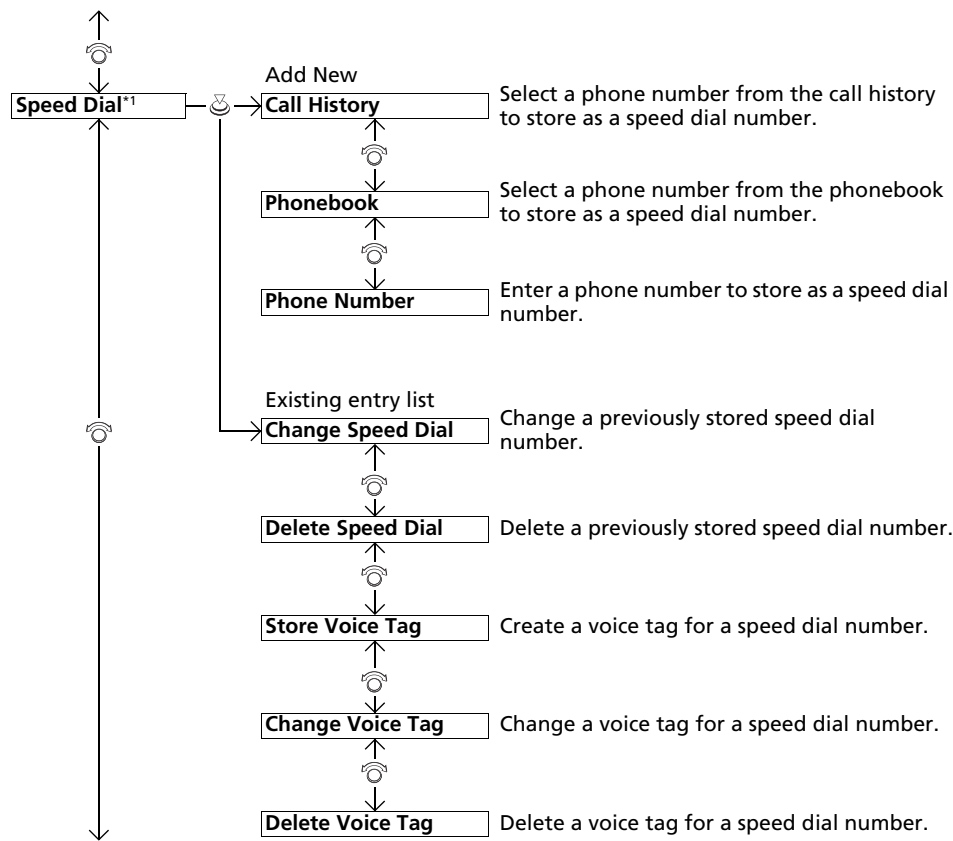 Add New
Speed Dial*1
Call History
Select a phone number from the call history
to store as a speed dial number.
Phonebook
Select a phone number from the phonebook
to store as a speed dial number.
Phone Number
Enter a phone number to store as a speed dial
number.
Existing entry list
Change Speed Dial
Change a previously stored speed dial
number.
Delete Speed Dial
Delete a previously stored speed dial number.
Store Voice Tag
Create a voice tag for a speed dial number.
Change Voice Tag
Change a voice tag for a speed dial number.
Delete Voice Tag
Delete a voice tag for a speed dial number.